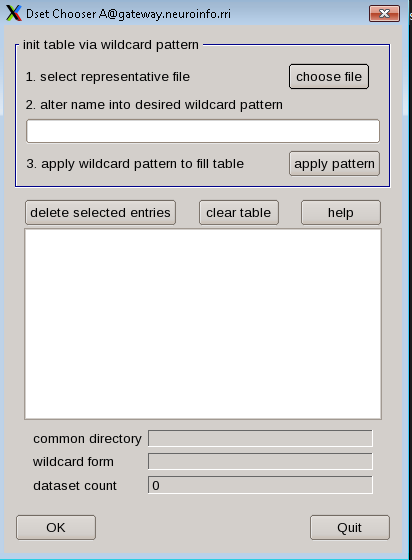 Dset Chooser A@gateway.neuroinfo.rri
init table via wildcard pattern
1. select representative file choose file
2. alter name into desired wildcard pattern
3. apply wildcard pattern to fill table apply pattern
delete selected entries clear table help
common directory
wildcard form
dataset count 0
OK Quit